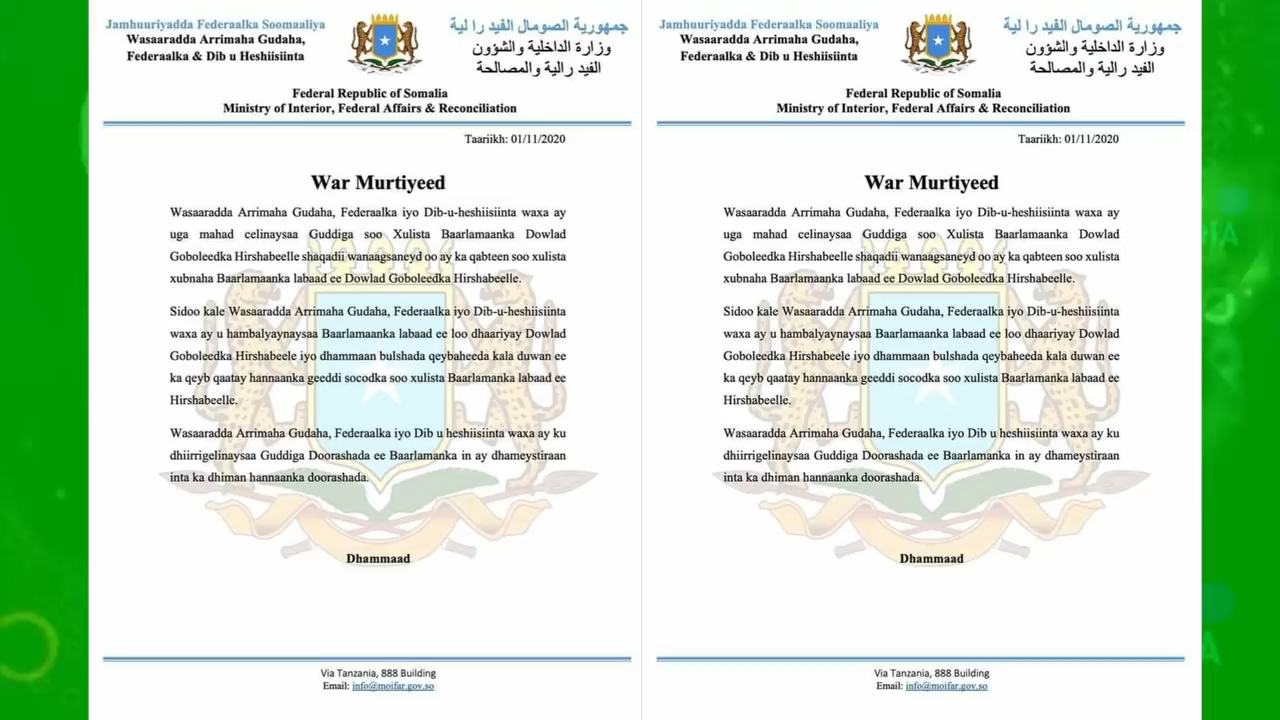 Jamhuuriyadda Federaalka Soomaaliya
Wasaaradda Arrimaha Gudaha,
Federaalka & Dib u Heshiisiinta
جمهورية الصومال الفيد را لية
وزارة الداخلية والشؤون
الفيد رالية والمصالحة
Federal Republic of Somalia
Ministry of Interior, Federal Affairs & Reconciliation
Taariikh: 01/11/2020
War Murtiyeed
Wasaaradda Arrimaha Gudaha, Federaalka iyo Dib-u-heshiisiinta waxa ay
uga mahad celinaysaa Guddiga soo Xulista Baarlamaanka Dowlad
Goboleedka Hirshabeelle shaqadii wanaagsaneyd oo ay ka qabteen soo xulista
xubnaha Baarlamaanka labaad ee Dowlad Goboleedka Hirshabeelle.
Sidoo kale Wasaaradda Arrimaha Gudaha, Federaalka iyo Dib-u-heshiisiinta
waxa ay u hambalyaynaysaa Baarlamaanka labaad ee loo dhaariyay Dowlad
Goboleedka Hirshabeele iyo dhammaan bulshada qeybaheeda kala duwan ee
ka qeyb qaatay hannaanka geeddi socodka soo xulista Baarlamanka labaad ee
Hirshabeelle.
Wasaaradda Arrimaha Gudaha, Federaalka iyo Dib u heshiisiinta waxa ay ku
dhiirrigelinaysaa Guddiga Doorashada ee Baarlamanka in ay dhameystiraan
inta ka dhiman hannaanka doorashada.
Dhammaad
Via Tanzania, 888 Building
Email: info@moifar.gov.so
Jamhuuriyadda Federaalka Soomaaliya
Wasaaradda Arrimaha Gudaha,
Federaalka & Dib u Heshiisiinta
جمهورية الصومال الفيد را لية
وزارة الداخلية والشؤون
الفيد رالية والمصالحة
Federal Republic of Somalia
Ministry of Interior, Federal Affairs & Reconciliation
Taariikh: 01/11/2020
War Murtiyeed
Wasaaradda Arrimaha Gudaha, Federaalka iyo Dib-u-heshiisiinta waxa ay
uga mahad celinaysaa Guddiga soo Xulista Baarlamaanka Dowlad
Goboleedka Hirshabeelle shaqadii wanaagsaneyd oo ay ka qabteen soo xulista
xubnaha Baarlamaanka labaad ee Dowlad Goboleedka Hirshabeelle.
Sidoo kale Wasaaradda Arrimaha Gudaha, Federaalka iyo Dib-u-heshiisiinta
waxa ay u hambalyaynaysaa Baarlamaanka labaad ee loo dhaariyay Dowlad
Goboleedka Hirshabeele iyo dhammaan bulshada qeybaheeda kala duwan ee
ka qeyb qaatay hannaanka geeddi socodka soo xulista Baarlamanka labaad ee
Hirshabeelle.
Wasaaradda Arrimaha Gudaha, Federaalka iyo Dib u heshiisiinta waxa ay ku
dhiirrigelinaysaa Guddiga Doorashada ee Baarlamanka in ay dhameystiraan
inta ka dhiman hannaanka doorashada.
Dhammaad
Via Tanzania, 888 Building
Email: info@moifar.gov.so